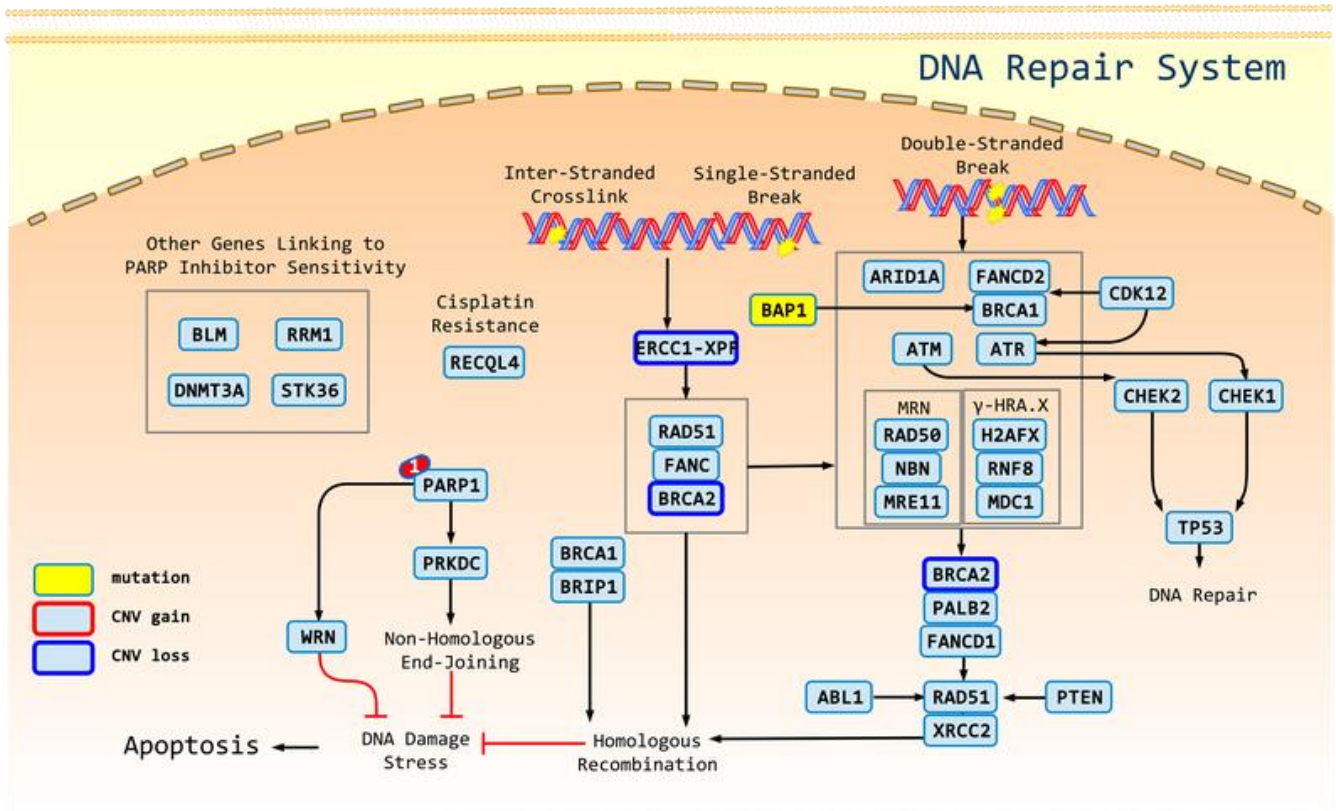 DNA Repair System
Double-Stranded
Break
Inter-Stranded
Crosslink
Single-Stranded
Break
Other Genes Linking to
PARP Inhibitor Sensitivity
BLM
RRM1
DNMT3A
STK36
Cisplatin
Resistance
RECQL4
BAP1
ERCC1-XPF
ARID1A
FANCD2
BRCA1
CDK12
ATM
ATR
CHEK2
CHEK1
MRN
RAD50
NBN
MRE11
γ-HRA.X
H2AFX
RNF8
MDC1
RAD51
FANC
BRCA2
1
PARP1
PRKDC
WRN
Non-Homologous
End-Joining
BRCA1
BRIP1
TP53
DNA Repair
BRCA2
PALB2
FANCD1
ABL1
RAD51
PTEN
XRCC2
mutation
CNV gain
CNV loss
Apoptosis
DNA Damage
Stress
Homologous
Recombination